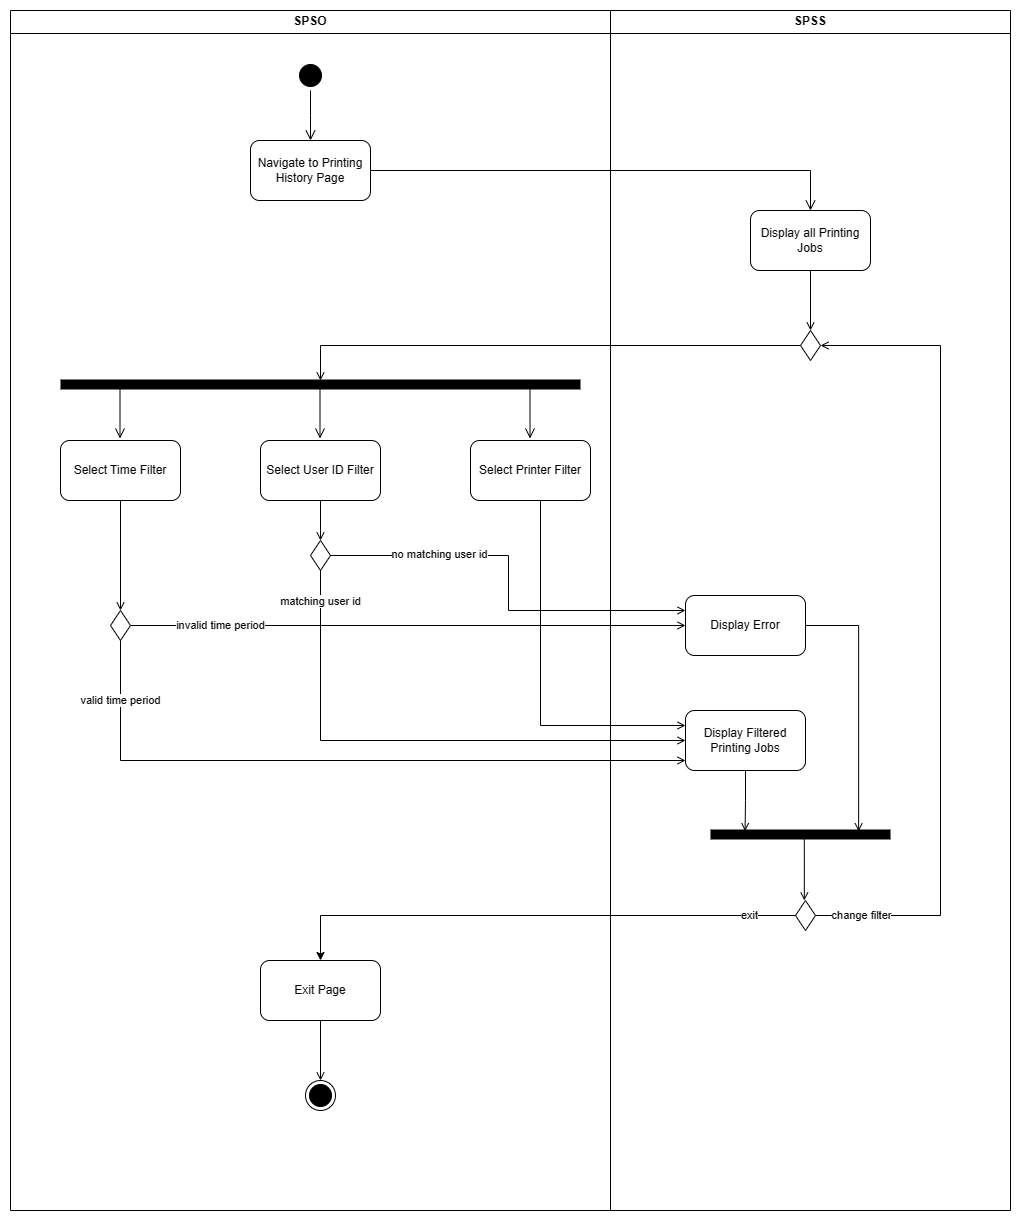 SPSO
SPSS
Navigate to Printing
History Page
Display all Printing
Jobs
Select Time Filter
Select User ID Filter
Select Printer Filter
no matching user id
matching user id
invalid time period
Display Error
valid time period
Display Filtered
Printing Jobs
exit
change filter
Exit Page